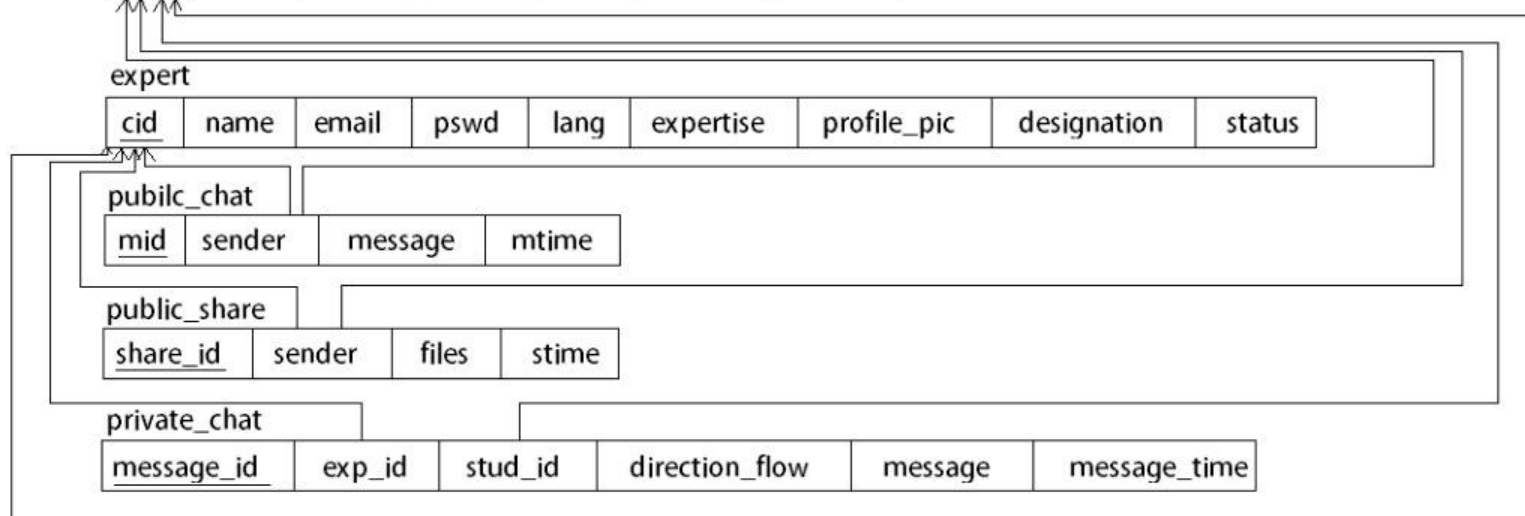 expert
cid name email pswd lang expertise profile_pic designation status
pubilc_chat
mid sender message mtime
public_share
share_id sender files stime
private_chat
message_id exp_id stud_id direction_flow message message_time